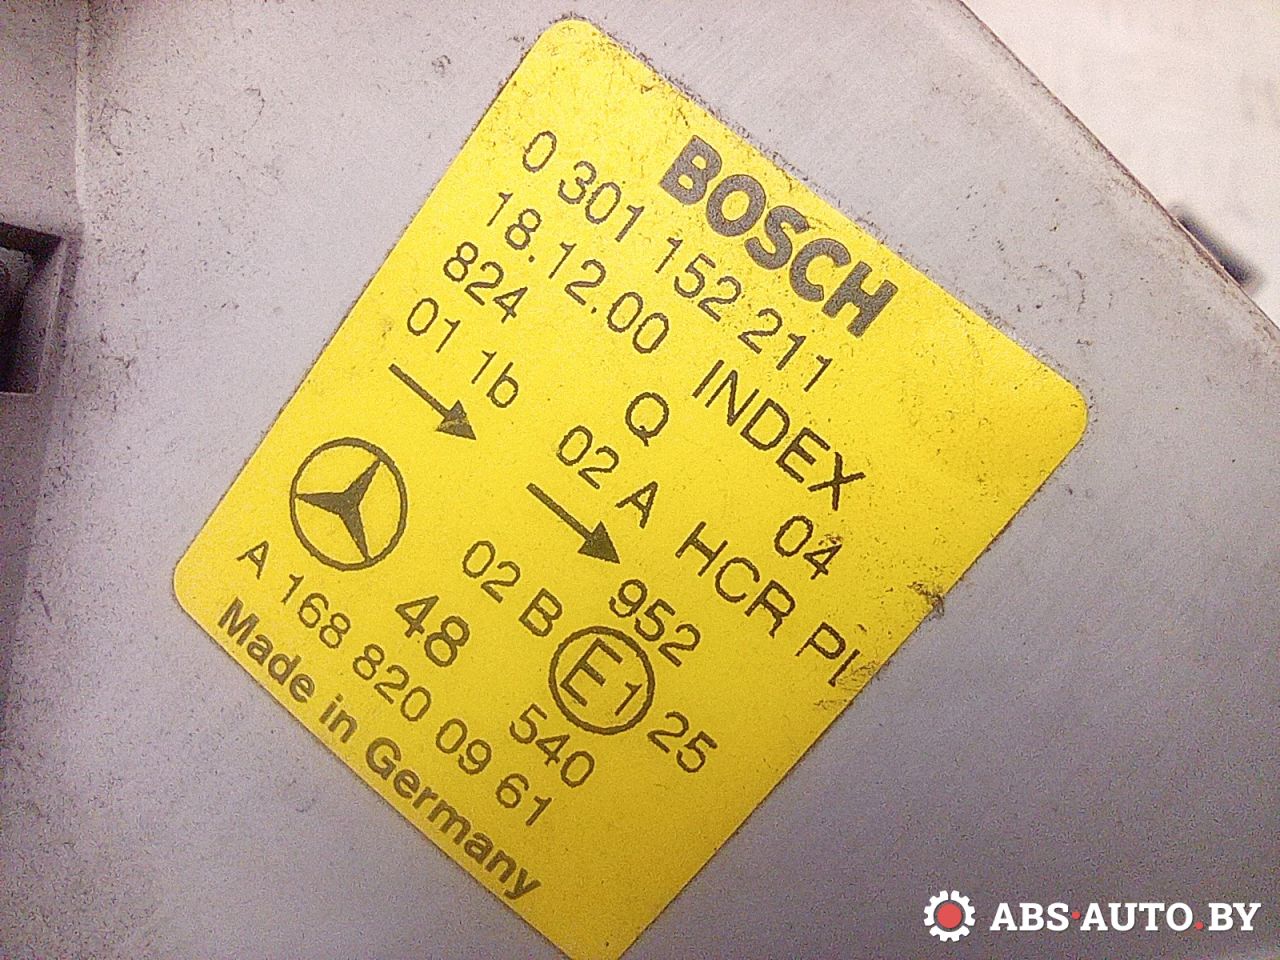 BOSCH
0 301 152 211
18.12.00 INDEX 04
824 Q
01 1b 02 A HCR PL
952
02 B E1 25
48 540
A 168 820 09 61
Made in Germany
ABS·AUTO.BY